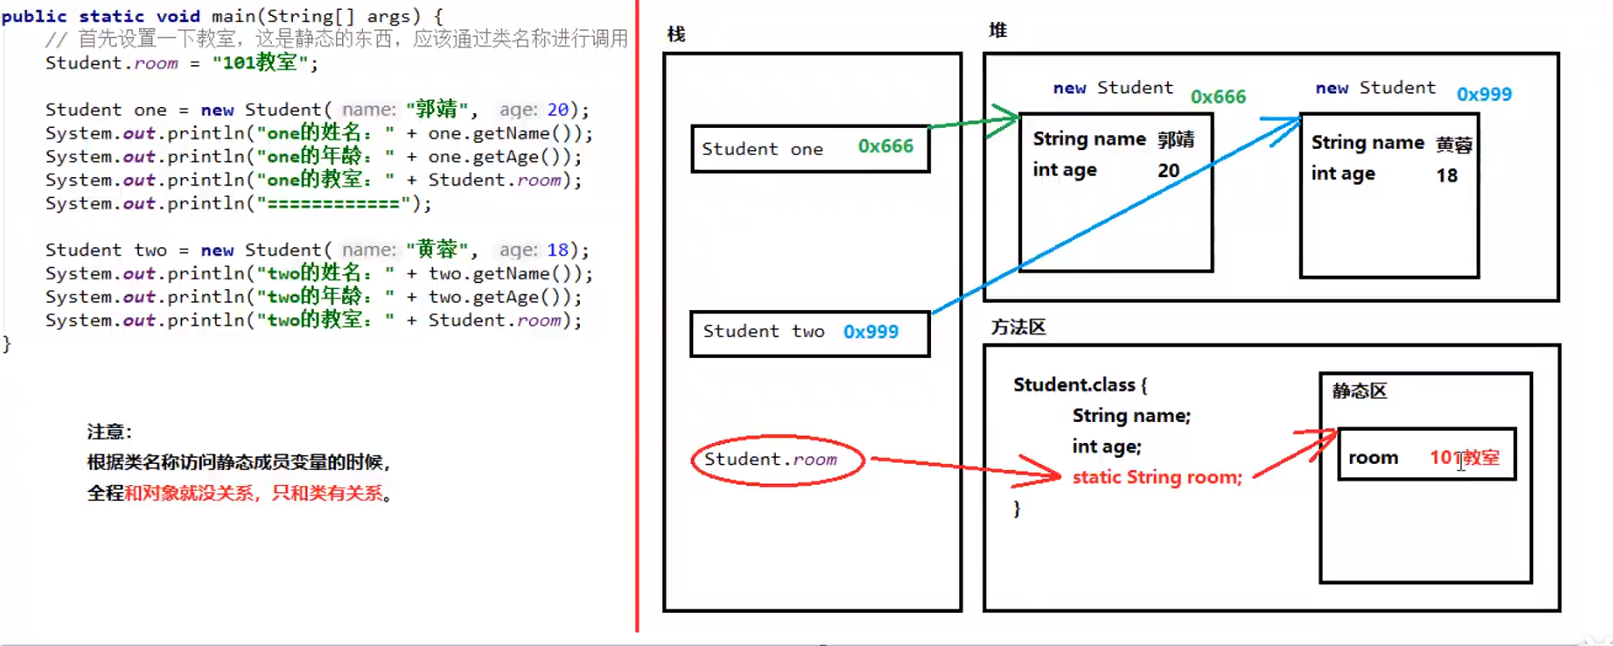 public static void main(String[] args) {
// 首先设置一下教室，这是静态的东西，应该通过类名称进行调用
Student.room = "101教室";
Student one = new Student( name: "郭靖", age: 20);
System.out.println("one的姓名：" + one.getName());
System.out.println("one的年龄：" + one.getAge());
System.out.println("one的教室：" + Student.room);
System.out.println("============");
Student two = new Student( name: "黄蓉", age: 18);
System.out.println("two的姓名：" + two.getName());
System.out.println("two的年龄：" + two.getAge());
System.out.println("two的教室：" + Student.room);
}
注意：
根据类名称访问静态成员变量的时候，
全程和对象就没关系，只和类有关系。
栈
Student one 0x666
Student two 0x999
Student.room
堆
new Student 0x666
String name 郭靖
int age 20
new Student 0x999
String name 黄蓉
int age 18
方法区
Student.class {
String name;
int age;
static String room;
}
静态区
room 101教室